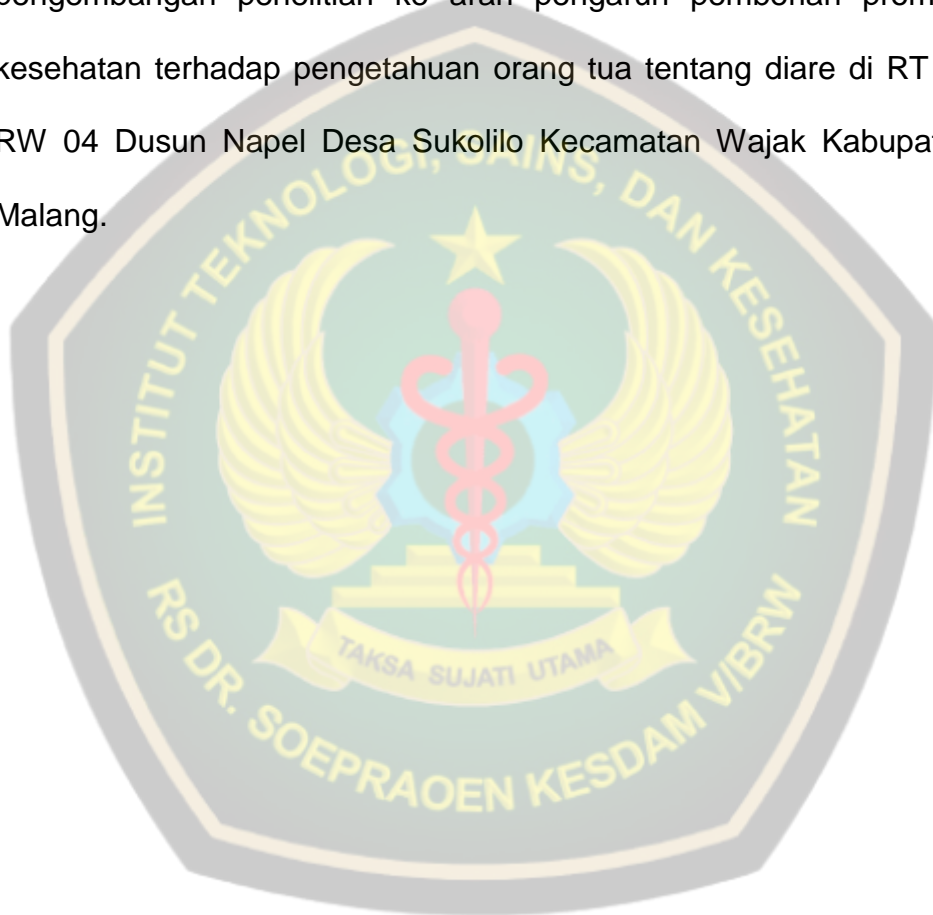 kesehatan terhadap pengetahuan orang tua tentang diare di RT
RW 04 Dusun Napel Desa Sukolilo Kecamatan Wajak Kabupat
Malang.
INSTITUT TEKNOLOGI, SAINS, DAN KESEHATAN
TAKSA SUJATI UTAMA
RS DR. SOEPRAOEN KESDAM V/BRW